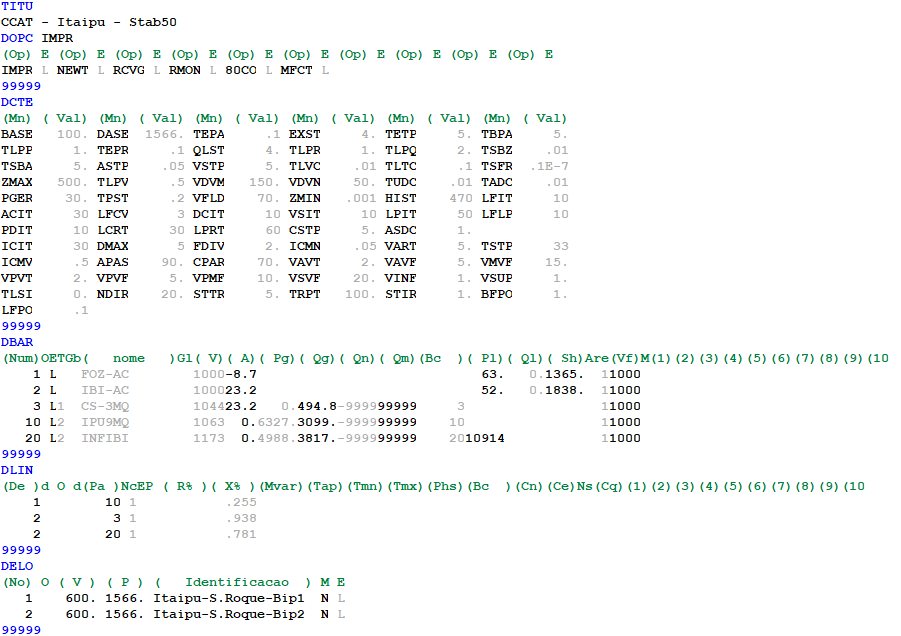 TITU
CCAT - Itaipu - Stab50
DOPC IMPR
(Op) E (Op) E (Op) E (Op) E (Op) E (Op) E (Op) E (Op) E (Op) E (Op) E
IMPR L NEWT L RCVG L RMON L 80CO L MFCT L
99999
DCTE
(Mn) ( Val) (Mn) ( Val) (Mn) ( Val) (Mn) ( Val) (Mn) ( Val) (Mn) ( Val)
BASE   100. DASE  1566. TEPA     .1 EXST     4. TETP     5. TBPA     5.
TLPP     1. TEPR     .1 QLST     4. TLPR     1. TLPQ     2. TSBZ    .01
TSBA     5. ASTP    .05 VSTP     5. TLVC    .01 TLTC     .1 TSFR  .1E-7
ZMAX   500. TLPV     .5 VDVM   150. VDVN    50. TUDC    .01 TADC    .01
PGER    30. TPST     .2 VFLD    70. ZMIN   .001 HIST    470 LFIT     10
ACIT     30 LFCV      3 DCIT     10 VSIT     10 LPIT     50 LFLP     10
PDIT     10 LCRT     30 LPRT     60 CSTP     5. ASDC     1.
ICIT     30 DMAX      5 FDIV     2. ICMN    .05 VART     5. TSTP     33
ICMV     .5 APAS    90. CPAR    70. VAVT     2. VAVF     5. VMVF    15.
VPVT     2. VPVF     5. VPMF    10. VSVF    20. VINF     1. VSUP     1.
TLSI     0. NDIR    20. STTR     5. TRPT   100. STIR     1. BFPO     1.
LFPO     .1
99999
DBAR
(Num)OETGb(   nome   )Gl( V)( A)( Pg)( Qg)( Qn)( Qm)(Bc  )( Pl)( Ql)( Sh)Are(Vf)M(1)(2)(3)(4)(5)(6)(7)(8)(9)(10
    1 L   FOZ-AC        1000-8.7                            63.   0.1365.  11000
    2 L   IBI-AC        100023.2                            52.   0.1838.  11000
    3 L1  CS-3MQ        104423.2   0.494.8-999999999     3                 11000
   10 L2  IPU9MQ        1063  0.6327.3099.-999999999    10                 11000
   20 L2  INFIBI        1173  0.4988.3817.-999999999    2010914            11000
99999
DLIN
(De )d O d(Pa )NcEP ( R% )( X% )(Mvar)(Tap)(Tmn)(Tmx)(Phs)(Bc  )(Cn)(Ce)Ns(Cq)(1)(2)(3)(4)(5)(6)(7)(8)(9)(10
    1        10 1           .255
    2         3 1           .938
    2        20 1           .781
99999
DELO
(No) O ( V ) ( P ) (   Identificacao  ) M E
   1    600. 1566. Itaipu-S.Roque-Bip1  N L
   2    600. 1566. Itaipu-S.Roque-Bip2  N L
99999